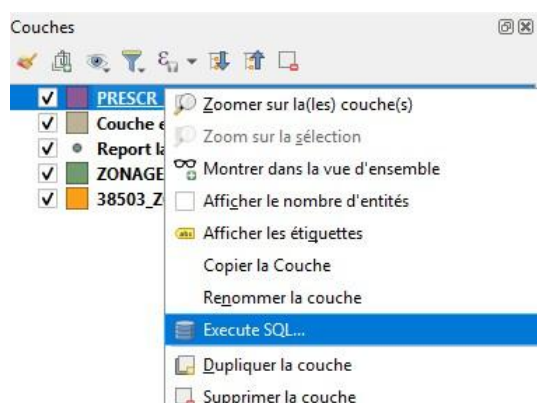 Couches
PRESCR
Couche
Report
ZONAGE
38503_Z
Zoomer sur la(les) couche(s)
Zoom sur la sélection
Montrer dans la vue d'ensemble
Afficher le nombre d'entités
Afficher les étiquettes
Copier la Couche
Renommer la couche
Execute SQL...
Dupliquer la couche
Supprimer la couche